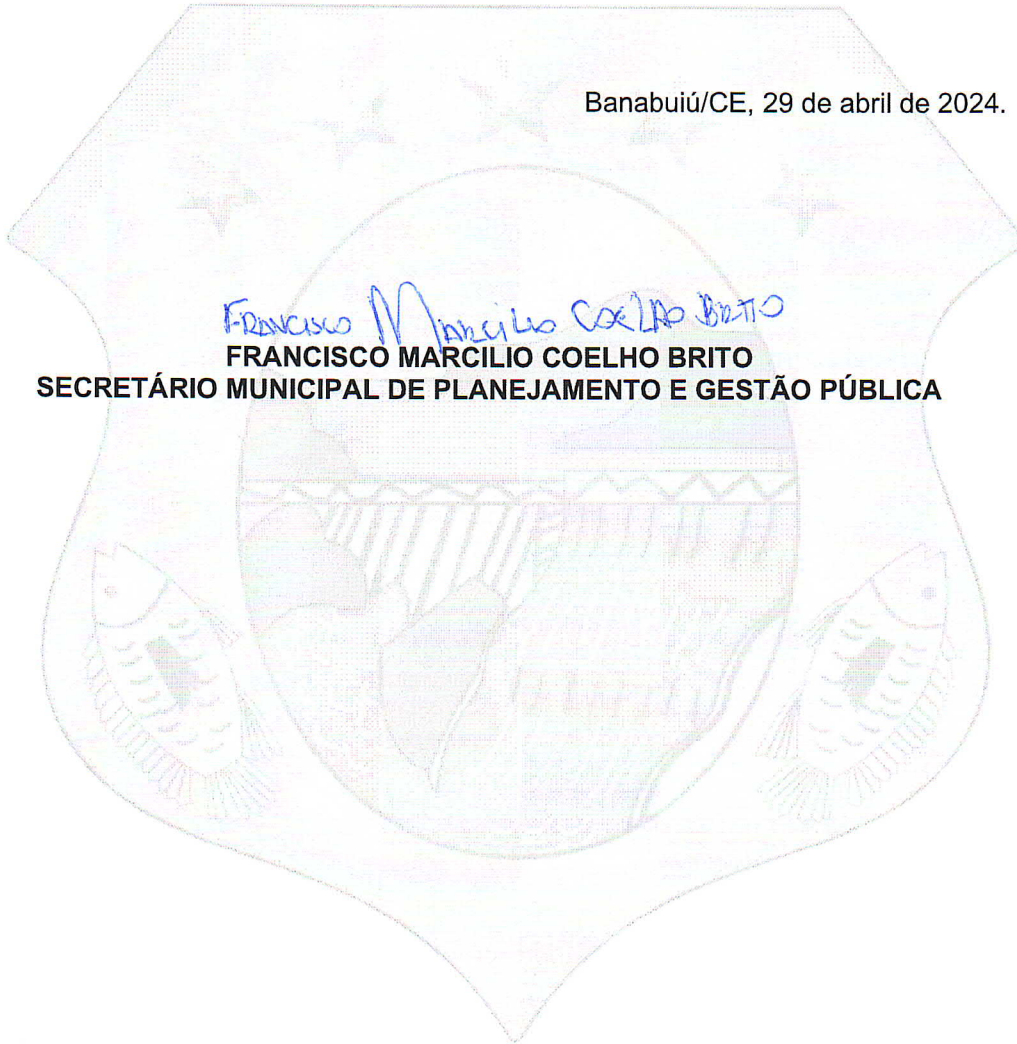 Banabuiú/CE, 29 de abril de 2024.
Francisco Marcilio Coelho Brito
FRANCISCO MARCILIO COELHO BRITO
SECRETÁRIO MUNICIPAL DE PLANEJAMENTO E GESTÃO PÚBLICA